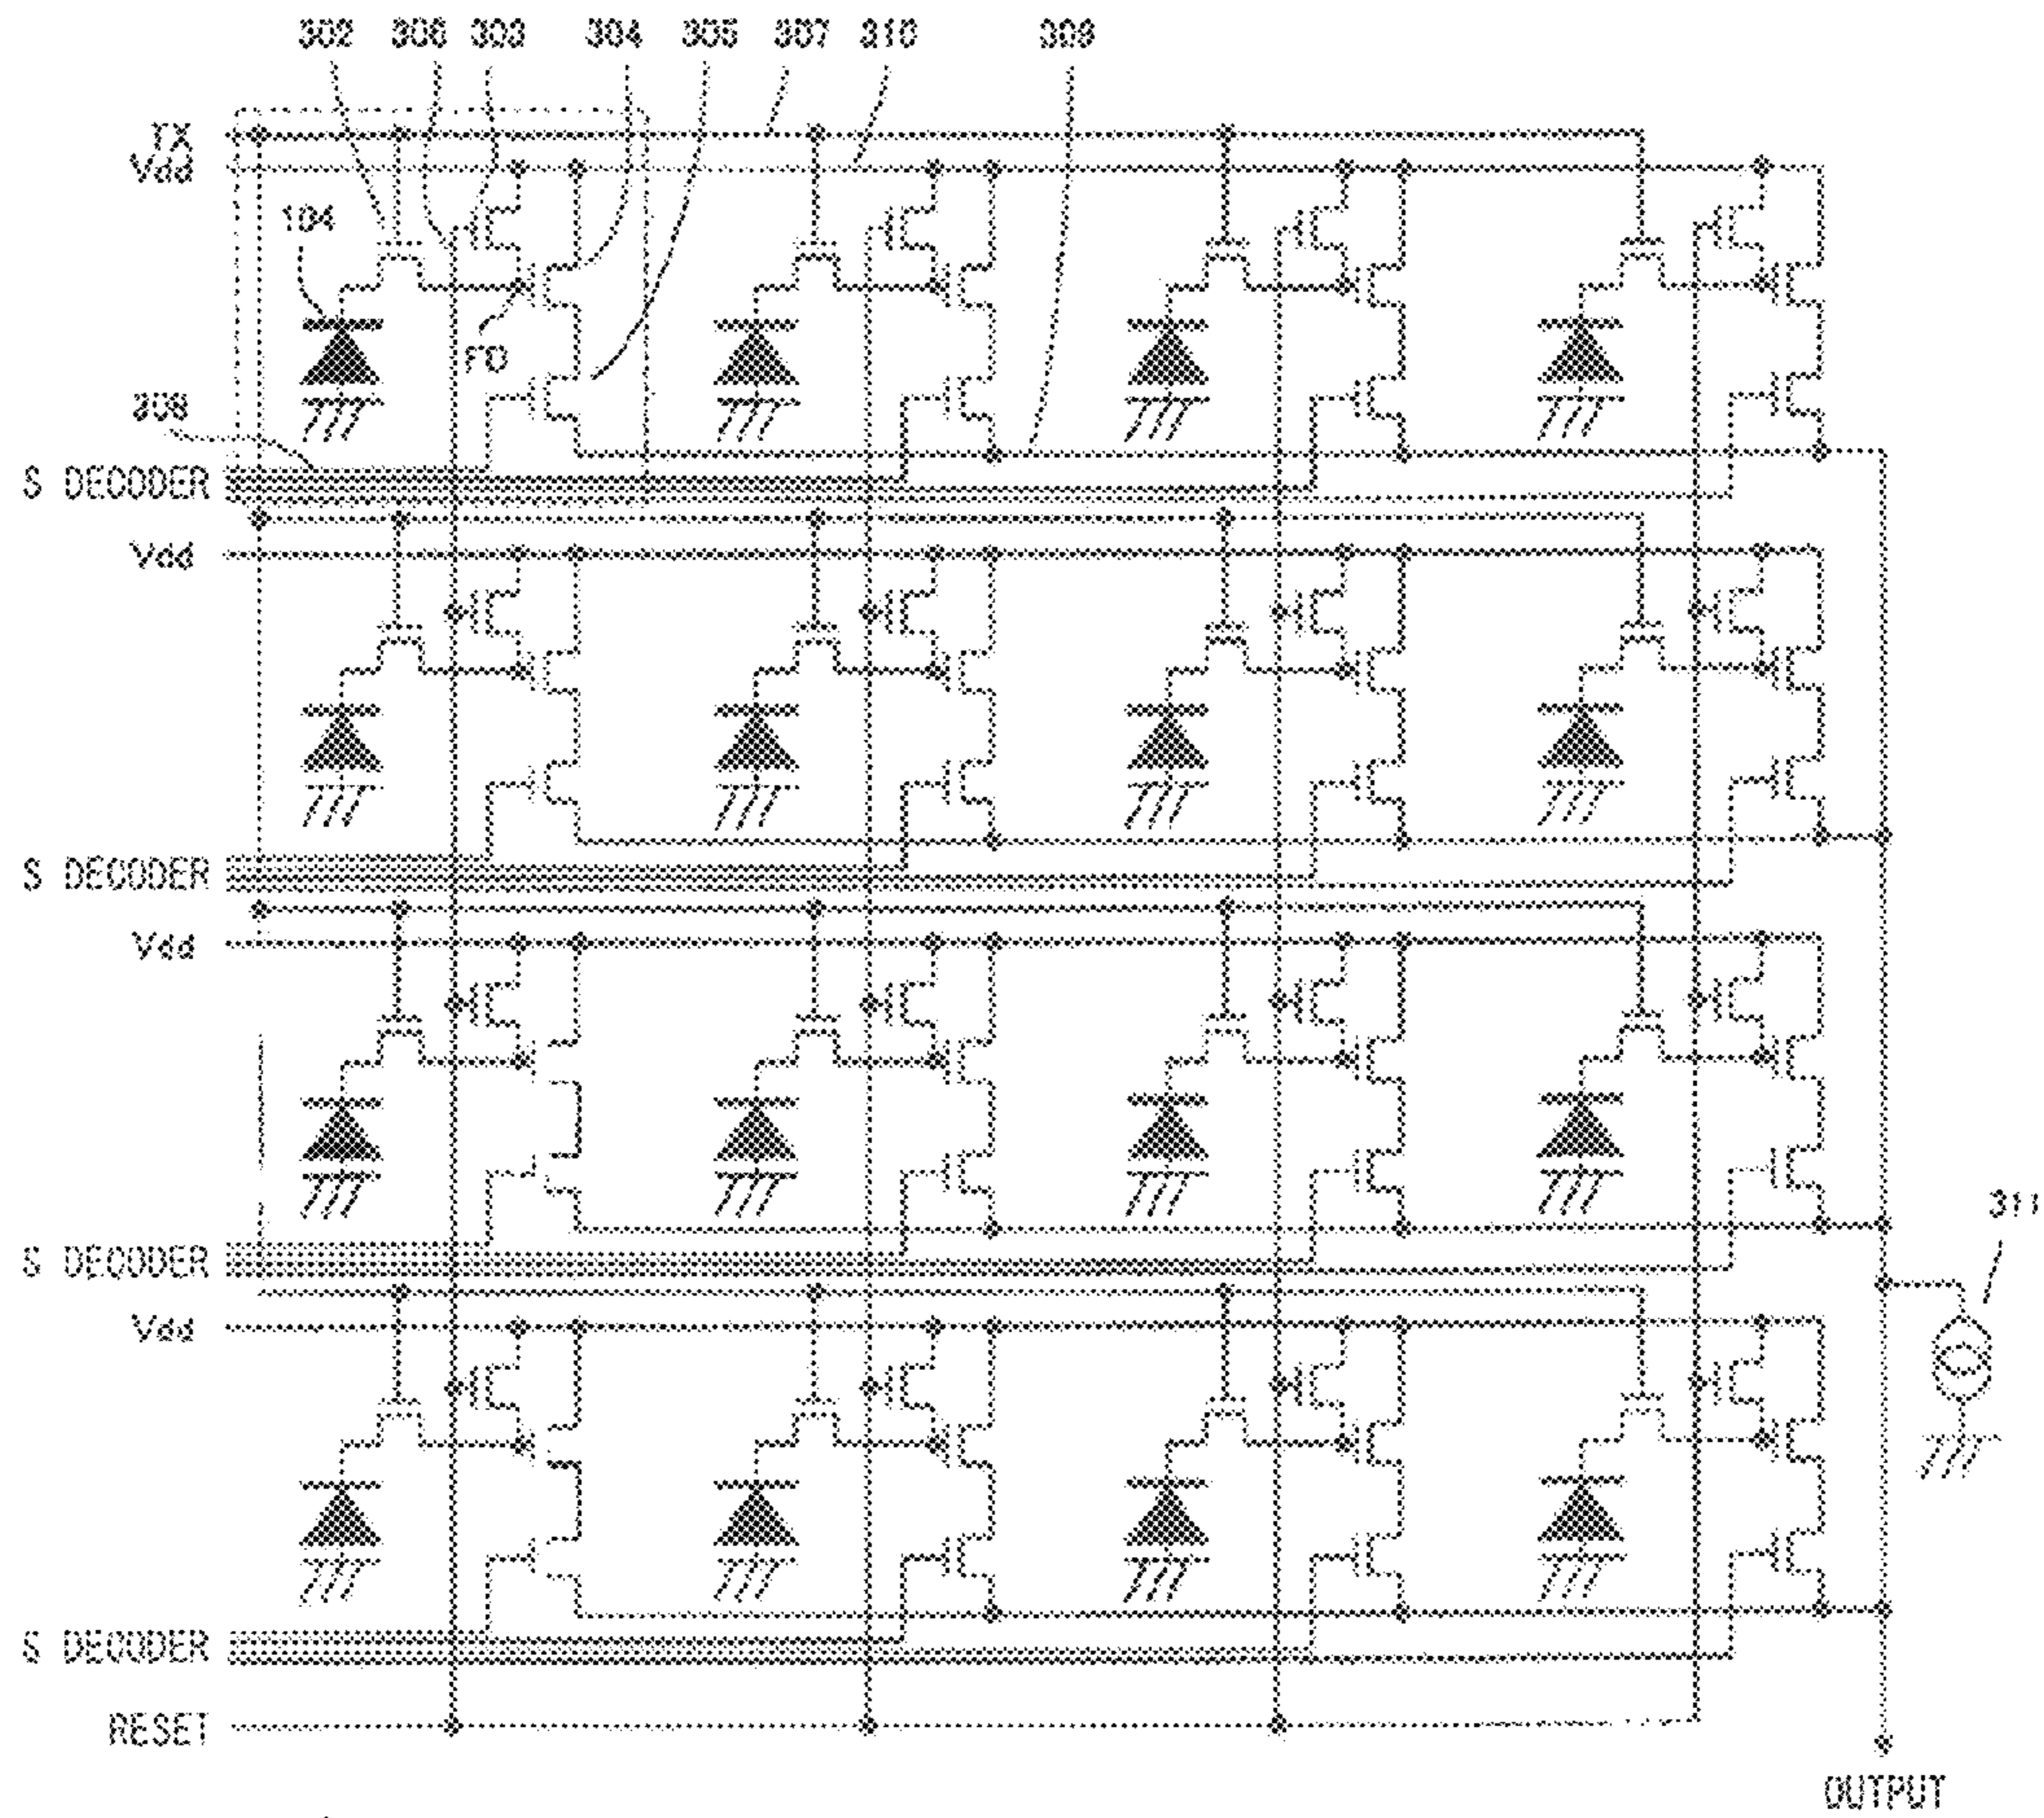 302 306 303 304 305 307 310 309
TX
Vdd
104
FD
308
S DECODER
Vdd
S DECODER
Vdd
311
S DECODER
Vdd
S DECODER
RESET
OUTPUT